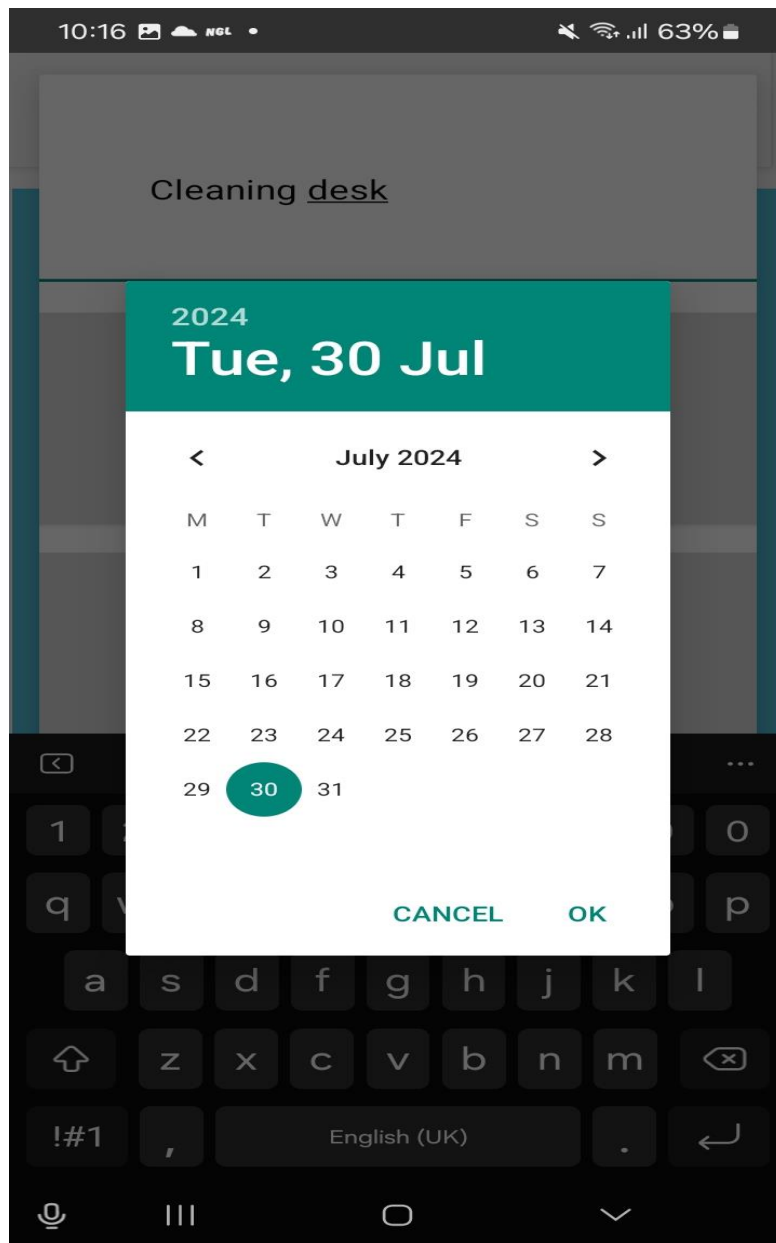 10:16 NGL 63%
Cleaning desk
2024
Tue, 30 Jul
July 2024
M T W T F S S
1 2 3 4 5 6 7
8 9 10 11 12 13 14
15 16 17 18 19 20 21
22 23 24 25 26 27 28
29 30 31
CANCEL OK
1 0
q p
a s d f g h j k l
z x c v b n m
!#1 , English (UK) .